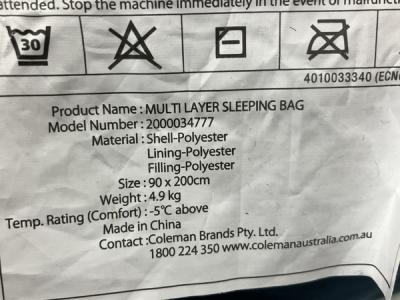 attended. Stop the machine immediately in the event of malfuncti
30
4010033340 (ECN
Product Name : MULTI LAYER SLEEPING BAG
Model Number : 2000034777
Material : Shell-Polyester
Lining-Polyester
Filling-Polyester
Size : 90 x 200cm
Weight : 4.9 kg
Temp. Rating (Comfort) : -5°C above
Made in China
Contact :Coleman Brands Pty. Ltd.
1800 224 350 www.colemanaustralia.com.au